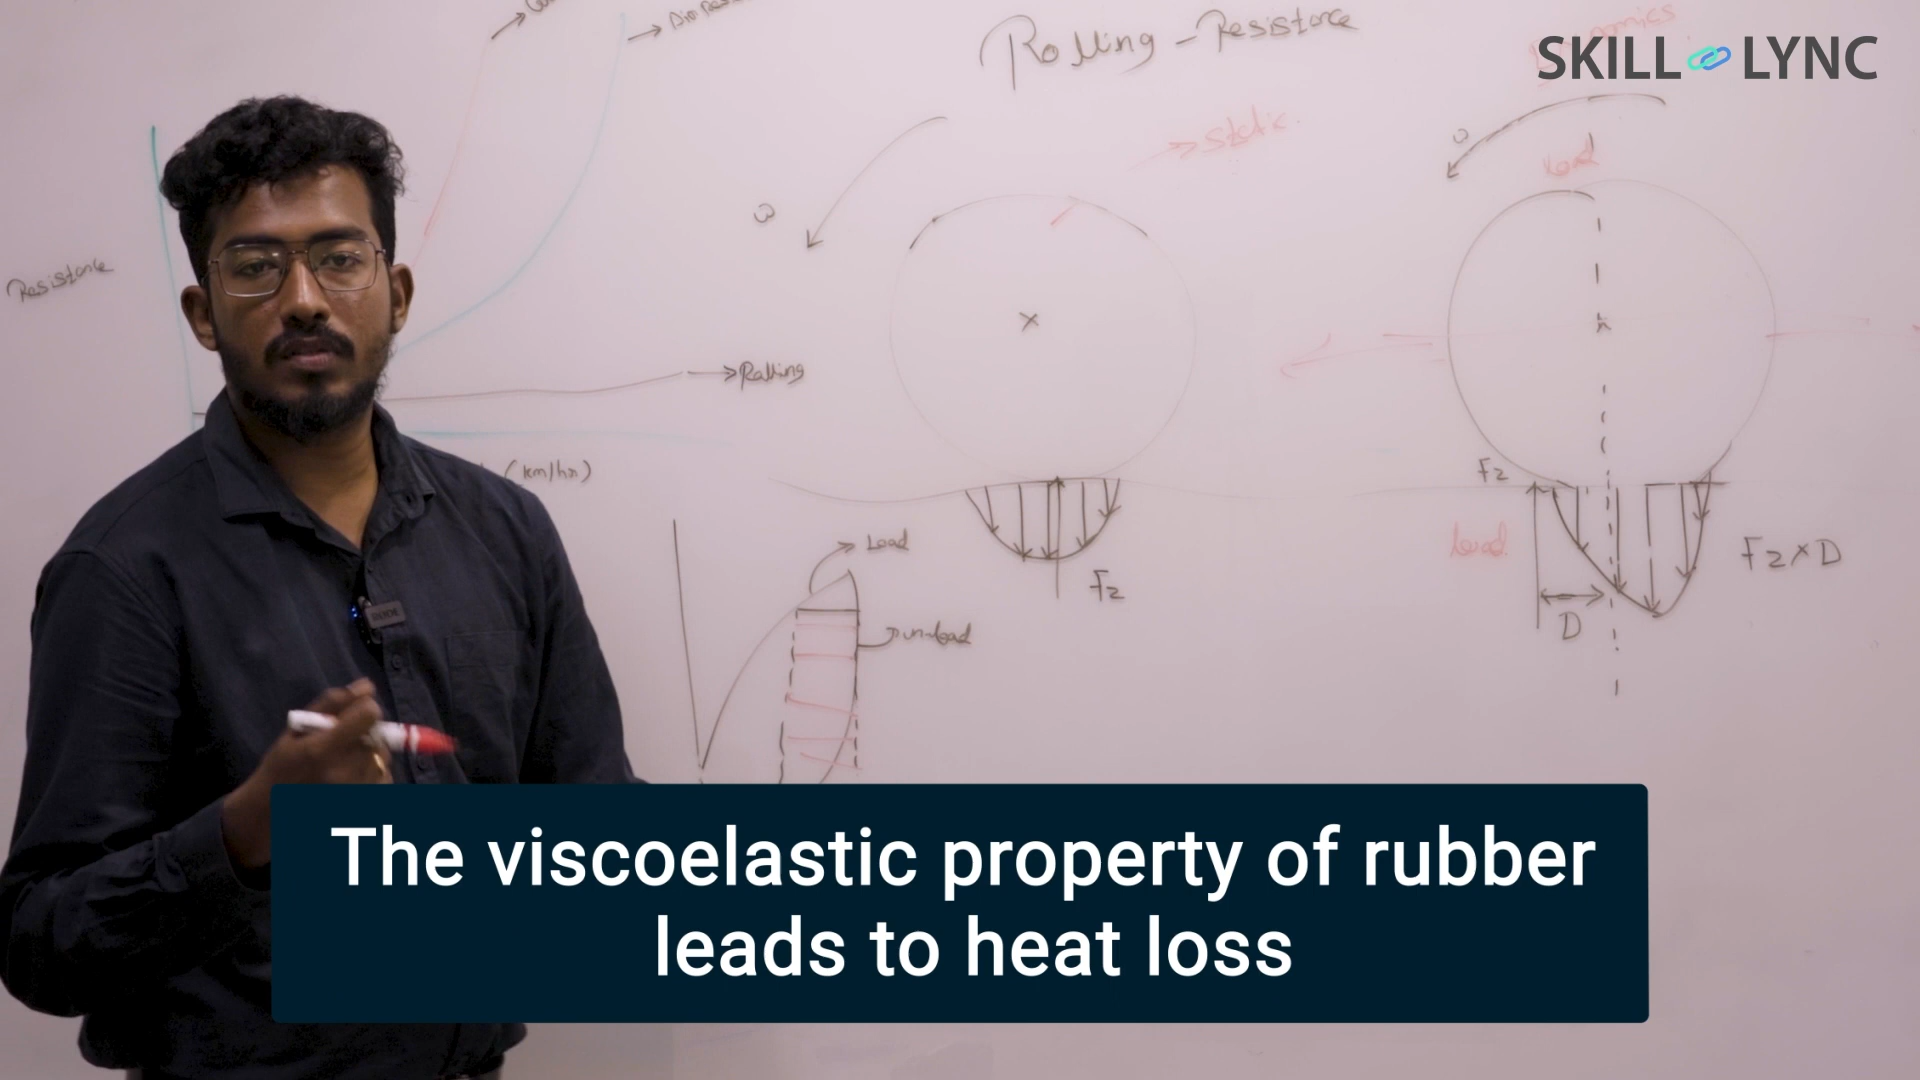 Rolling - Resistance
SKILL LYNC
→ Static
ω
ω
Load
Resistance
→ Rolling
(km/hr)
Load
un-load
Fz
Fz
Load
D
Fz × D
The viscoelastic property of rubber
leads to heat loss